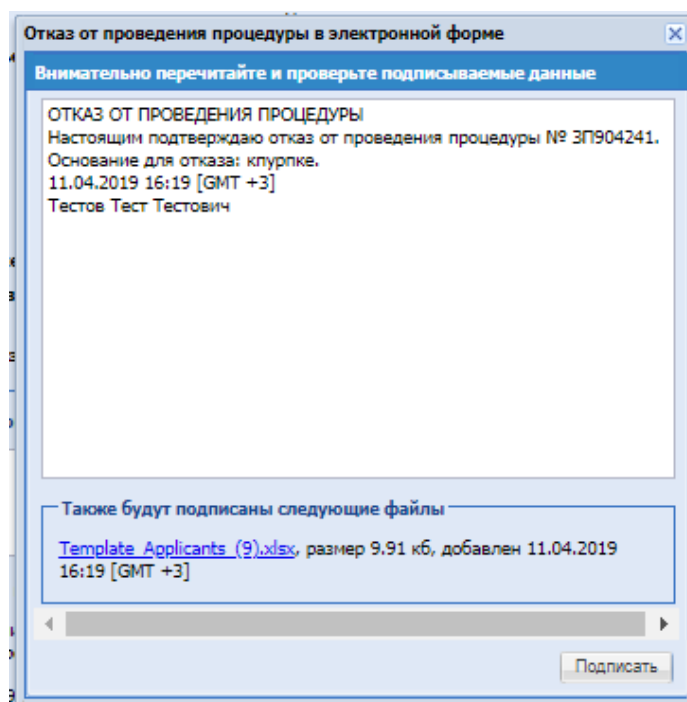 Отказ от проведения процедуры в электронной форме
Внимательно перечитайте и проверьте подписываемые данные
ОТКАЗ ОТ ПРОВЕДЕНИЯ ПРОЦЕДУРЫ
Настоящим подтверждаю отказ от проведения процедуры № ЗП904241.
Основание для отказа: кпурпке.
11.04.2019 16:19 [GMT +3]
Тестов Тест Тестович
Также будут подписаны следующие файлы
Template_Applicants_(9).xlsx, размер 9.91 кб, добавлен 11.04.2019
16:19 [GMT +3]
Подписать